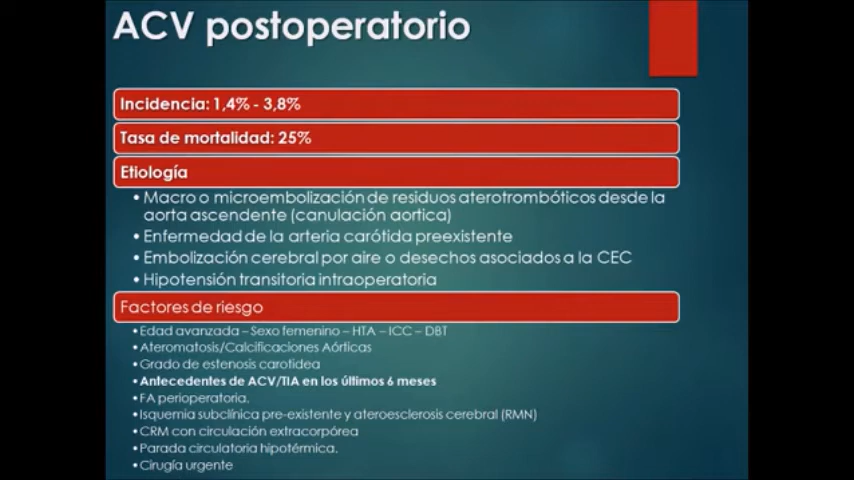 ACV postoperatorio
Incidencia: 1,4% - 3,8%
Tasa de mortalidad: 25%
Etiología
• Macro o microembolización de residuos aterotrombóticos desde la
aorta ascendente (canulación aortica)
• Enfermedad de la arteria carótida preexistente
• Embolización cerebral por aire o desechos asociados a la CEC
• Hipotensión transitoria intraoperatoria
Factores de riesgo
• Edad avanzada – Sexo femenino – HTA – ICC – DBT
• Ateromatosis/Calcificaciones Aórticas
• Grado de estenosis carotidea
• Antecedentes de ACV/TIA en los últimos 6 meses
• FA perioperatoria.
• Isquemia subclínica pre-existente y ateroesclerosis cerebral (RMN)
• CRM con circulación extracorpórea
• Parada circulatoria hipotérmica.
• Cirugía urgente